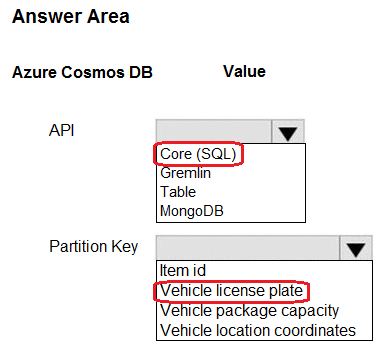 Answer Area
Azure Cosmos DB Value
API
Core (SQL)
Gremlin
Table
MongoDB
Partition Key
Item id
Vehicle license plate
Vehicle package capacity
Vehicle location coordinates